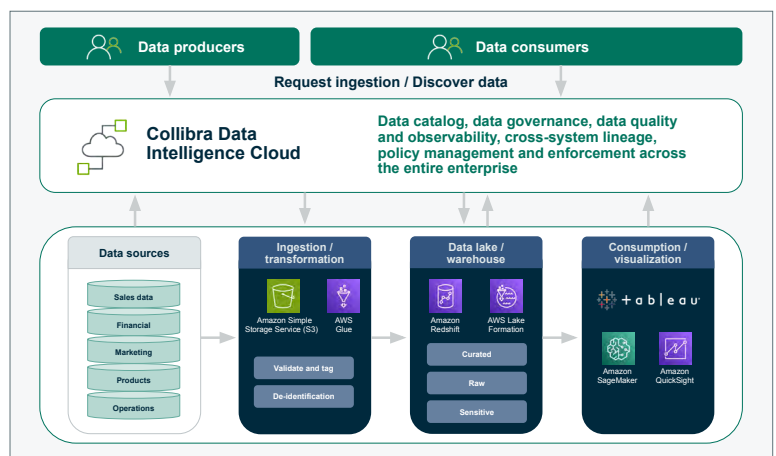 Data producers
Data consumers
Request ingestion / Discover data
Collibra Data
Intelligence Cloud
Data catalog, data governance, data quality
and observability, cross-system lineage,
policy management and enforcement across
the entire enterprise
Data sources
Sales data
Financial
Marketing
Products
Operations
Ingestion /
transformation
Amazon Simple
Storage Service (S3)
AWS
Glue
Validate and tag
De-identification
Data lake /
warehouse
Amazon
Redshift
AWS Lake
Formation
Curated
Raw
Sensitive
Consumption /
visualization
+ableau
Amazon
SageMaker
Amazon
QuickSight